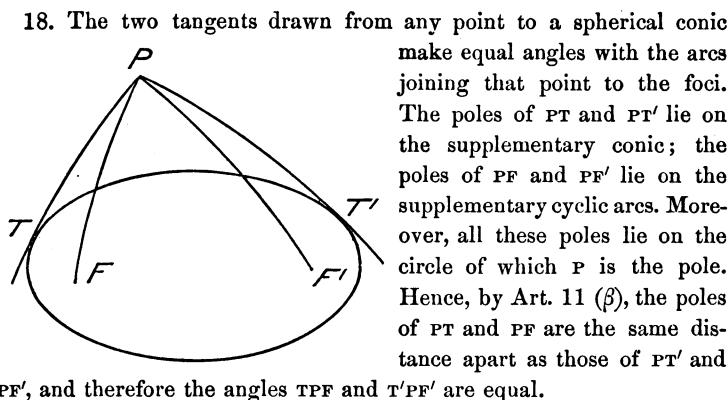 18. The two tangents drawn from any point to a spherical conic
make equal angles with the arcs
joining that point to the foci.
The poles of PT and PT′ lie on
the supplementary conic; the
poles of PF and PF′ lie on the
supplementary cyclic arcs. More-
over, all these poles lie on the
circle of which P is the pole.
Hence, by Art. 11 (β), the poles
of PT and PF are the same dis-
tance apart as those of PT′ and
PF′, and therefore the angles TPF and T′PF′ are equal.
P
T
T′
F
F′